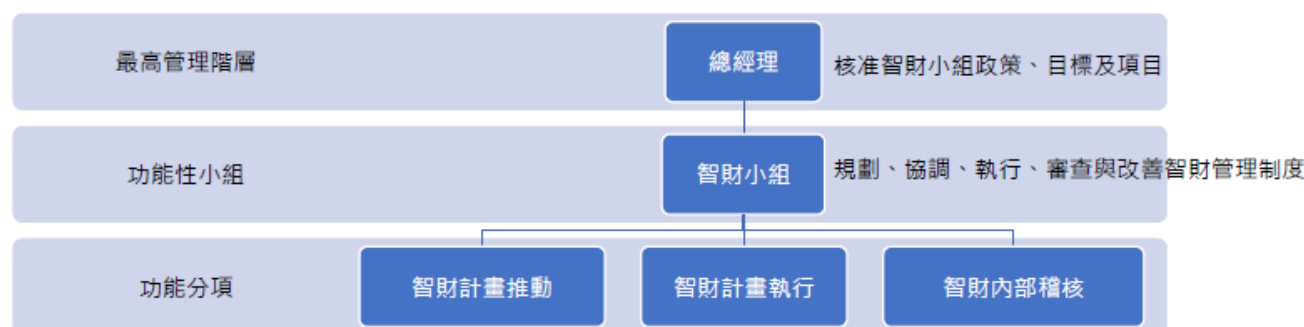 最高管理階層
總經理
核准智財小組政策、目標及項目
功能性小組
智財小組
規劃、協調、執行、審查與改善智財管理制度
功能分項
智財計畫推動
智財計畫執行
智財內部稽核